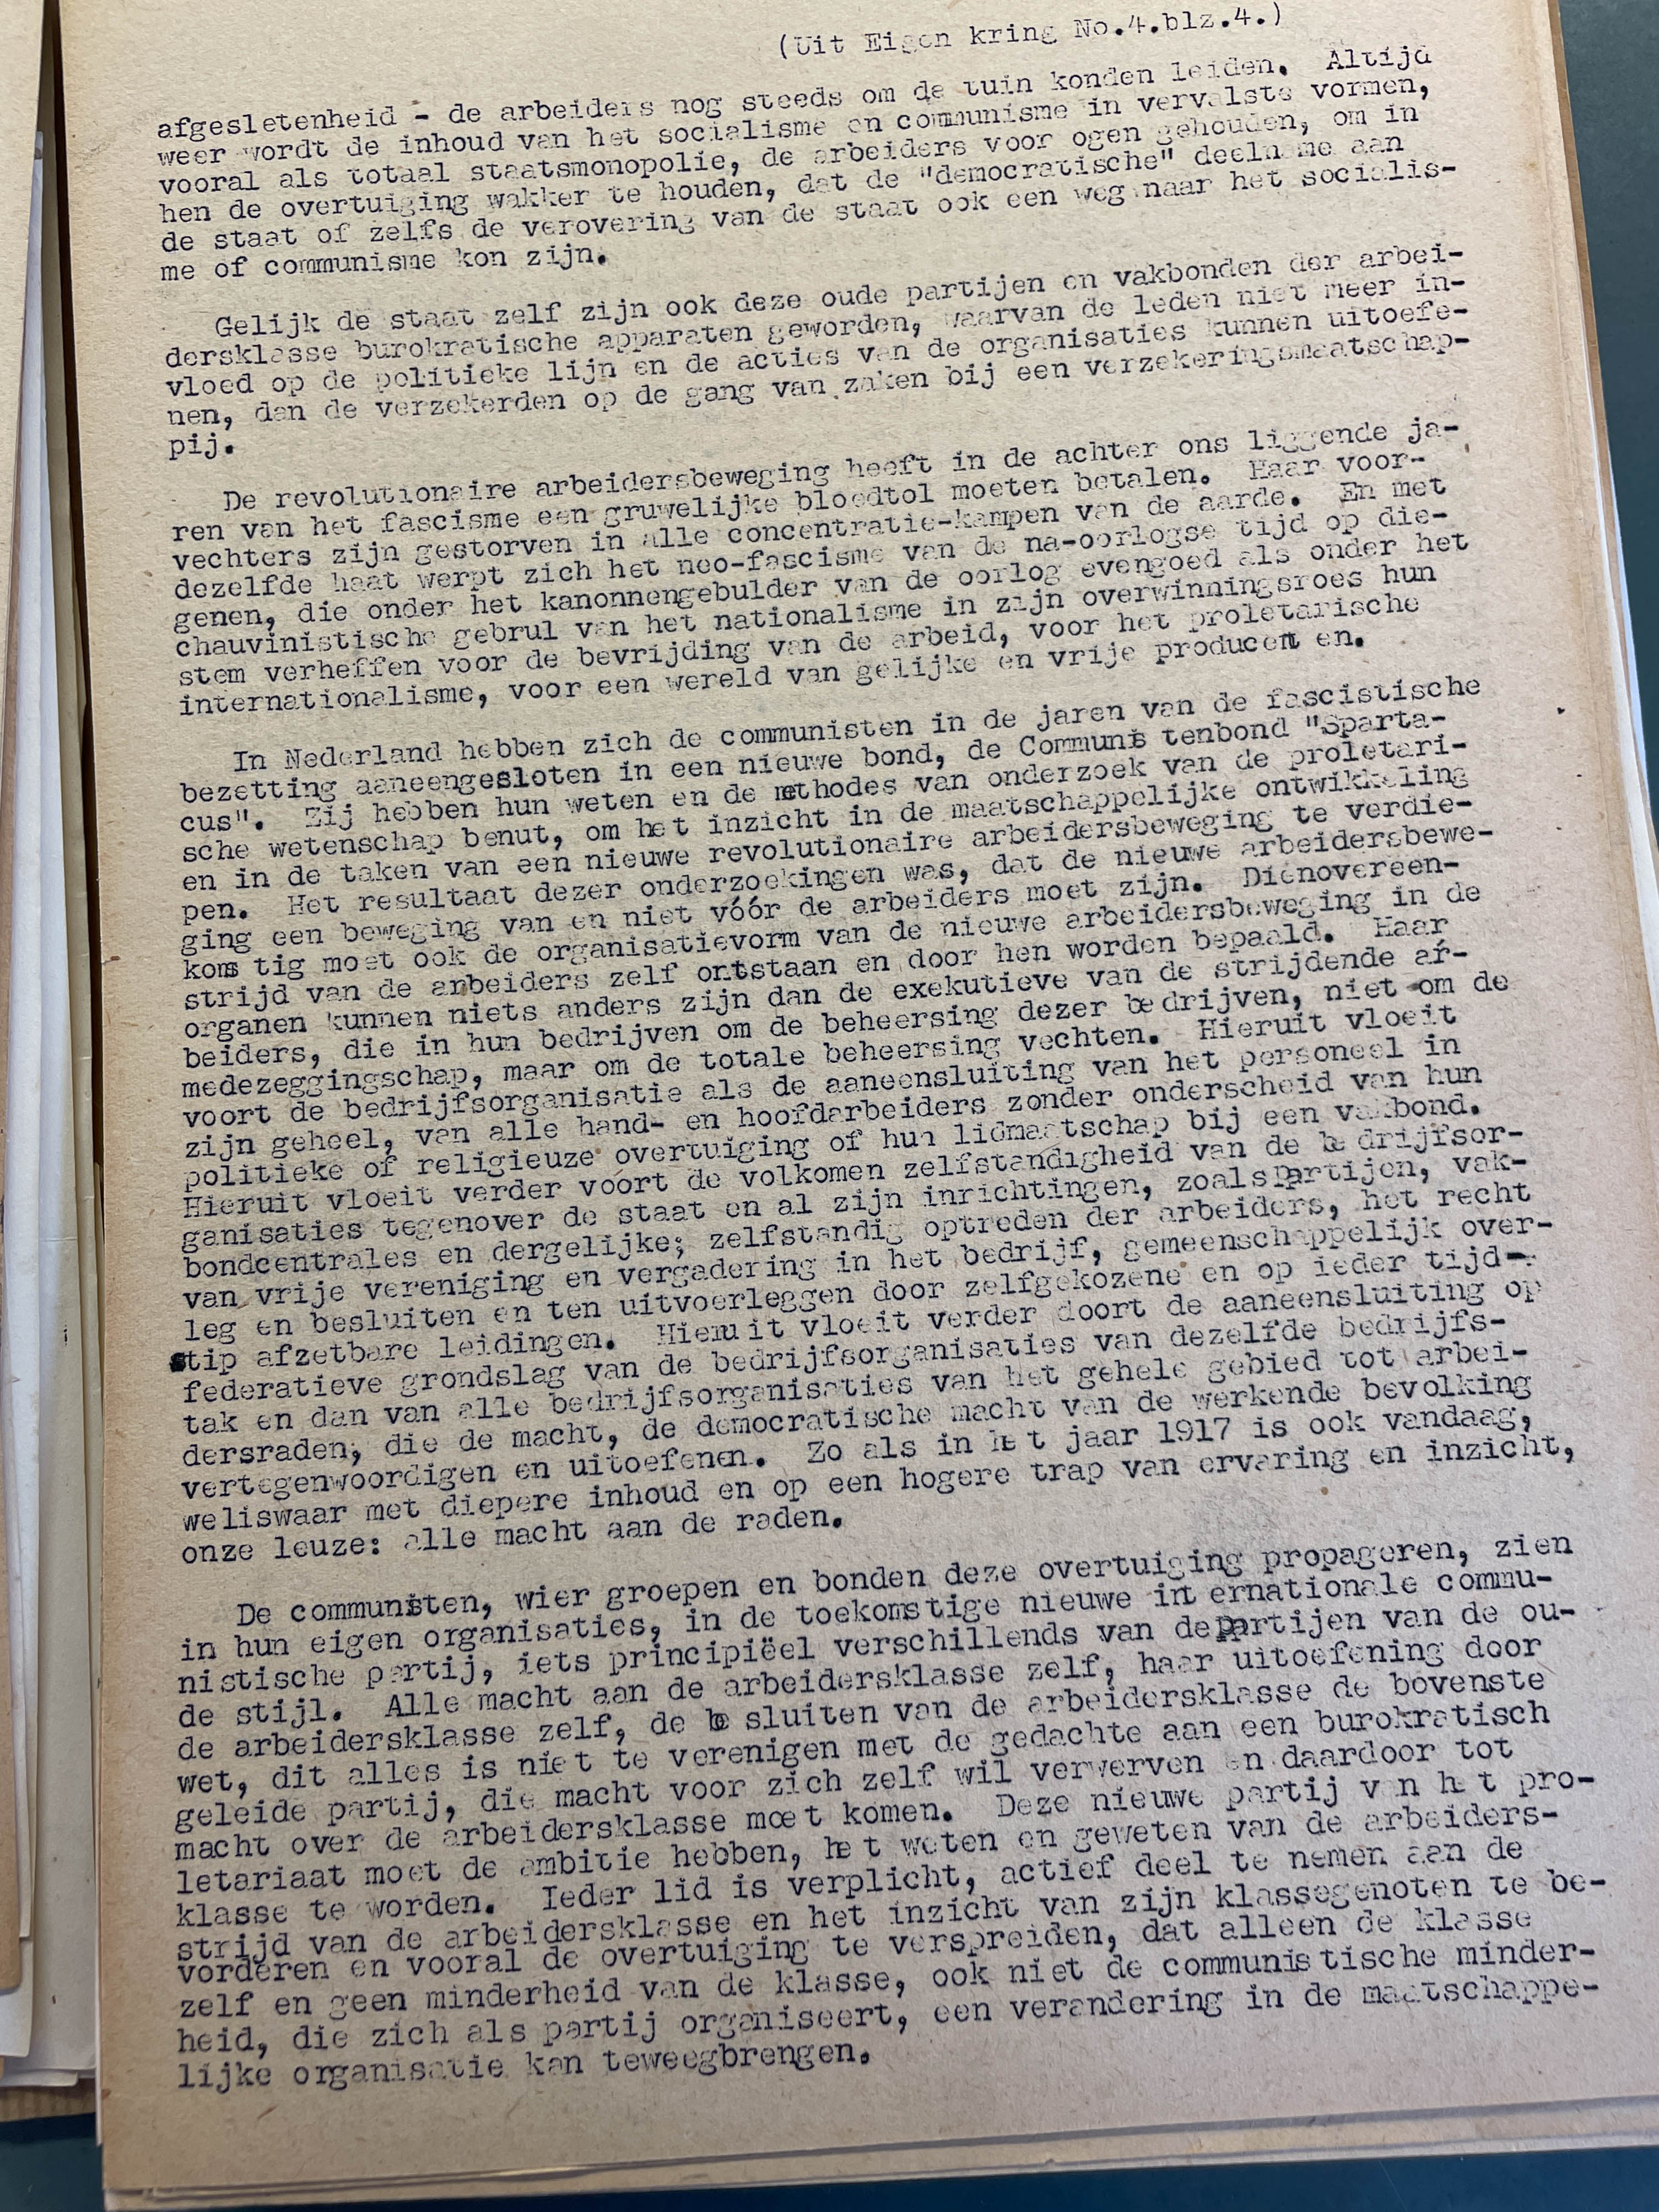 (Uit Eigen kring No.4.blz.4.)
afgesletenheid - de arbeiders nog steeds om de tuin konden leiden. Altijd
weer wordt de inhoud van het socialisme en communisme in vervalste vormen,
vooral als totaal staatsmonopolie, de arbeiders voor ogen gehouden, om in
hen de overtuiging wakker te houden, dat de "democratische" deelname aan
de staat of zelfs de verovering van de staat ook een weg naar het socialis-
me of communisme kon zijn.
Gelijk de staat zelf zijn ook deze oude partijen en vakbonden der arbei-
dersklasse burokratische apparaten geworden, waarvan de leden niet meer in-
vloed op de politieke lijn en de acties van de organisaties kunnen uitoefe-
nen, dan de verzekerden op de gang van zaken bij een verzekeringsmaatschap-
pij.
De revolutionaire arbeidersbeweging heeft in de achter ons liggende ja-
ren van het fascisme een gruwelijke bloedtol moeten betalen. Haar voor-
vechters zijn gestorven in alle concentratie-kampen van de aarde. En met
dezelfde haat werpt zich het neo-fascisme van de na-oorlogse tijd op die-
genen, die onder het kanonnengebulder van de oorlog evengoed als onder het
chauvinistische gebrul van het nationalisme in zijn overwinningsroes hun
stem verheffen voor de bevrijding van de arbeid, voor het proletarische
internationalisme, voor een wereld van gelijke en vrije producent en.
In Nederland hebben zich de communisten in de jaren van de fascistische
bezetting aaneengesloten in een nieuwe bond, de Communis tenbond "Sparta-
cus". Zij hebben hun weten en de methodes van onderzoek van de proletari-
sche wetenschap benut, om het inzicht in de maatschappelijke ontwikkeling
en in de taken van een nieuwe revolutionaire arbeidersbeweging te verdie-
pen. Het resultaat dezer onderzoekingen was, dat de nieuwe arbeidersbewe-
ging een beweging van en niet vóór de arbeiders moet zijn. Dienovereen-
koms tig moet ook de organisatievorm van de nieuwe arbeidersbeweging in de
strijd van de arbeiders zelf ontstaan en door hen worden bepaald. Haar
organen kunnen niets anders zijn dan de exekutieve van de strijdende ar-
beiders, die in hun bedrijven om de beheersing dezer bedrijven, niet om de
medezeggingschap, maar om de totale beheersing vechten. Hieruit vloeit
voort de bedrijfsorganisatie als de aaneensluiting van het personeel in
zijn geheel, van alle hand- en hoofdarbeiders zonder onderscheid van hun
politieke of religieuze overtuiging of hun lidmaatschap bij een vakbond.
Hieruit vloeit verder voort de volkomen zelfstandigheid van de be drijfsor-
ganisaties tegenover de staat en al zijn inrichtingen, zoals partijen, vak-
bondcentrales en dergelijke; zelfstandig optreden der arbeiders, het recht
van vrije vereniging en vergadering in het bedrijf, gemeenschappelijk over-
leg en besluiten en ten uitvoerleggen door zelfgekozene en op ieder tijd-
stip afzetbare leidingen. Hieruit vloeit verder doort de aaneensluiting op
federatieve grondslag van de bedrijfsorganisaties van dezelfde bedrijfs-
tak en dan van alle bedrijfsorganisaties van het gehele gebied tot arbei-
dersraden, die de macht, de democratische macht van de werkende bevolking
vertegenwoordigen en uitoefenen. Zo als in he t jaar 1917 is ook vandaag,
weliswaar met diepere inhoud en op een hogere trap van ervaring en inzicht,
onze leuze: alle macht aan de raden.
De communisten, wier groepen en bonden deze overtuiging propageren, zien
in hun eigen organisaties, in de toekomstige nieuwe int ernationale commu-
nistische partij, iets principiëel verschillends van de partijen van de ou-
de stijl. Alle macht aan de arbeidersklasse zelf, haar uitoefening door
de arbeidersklasse zelf, de be sluiten van de arbeidersklasse de bovenste
wet, dit alles is niet te verenigen met de gedachte aan een burokratisch
geleide partij, die macht voor zich zelf wil verwerven en daardoor tot
macht over de arbeidersklasse moet komen. Deze nieuwe partij van he t pro-
letariaat moet de ambitie hebben, he t weten en geweten van de arbeiders-
klasse te worden. Ieder lid is verplicht, actief deel te nemen aan de
strijd van de arbeidersklasse en het inzicht van zijn klassegenoten te be-
vorderen en vooral de overtuiging te verspreiden, dat alleen de klasse
zelf en geen minderheid van de klasse, ook niet de communis tische minder-
heid, die zich als partij organiseert, een verandering in de maatschappe-
lijke organisatie kan teweegbrengen.